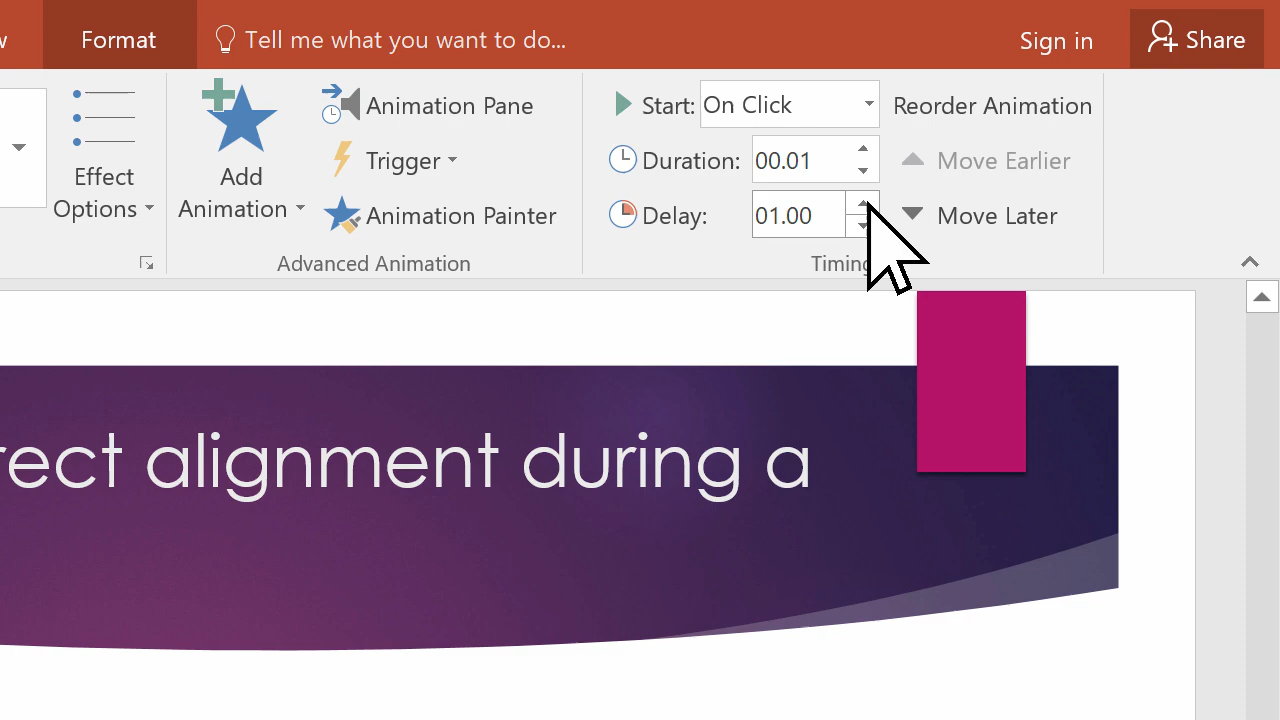 Format
Tell me what you want to do...
Sign in
Share
Effect
Options
Add
Animation
Animation Pane
Trigger
Animation Painter
Advanced Animation
Start: On Click
Duration: 00.01
Delay: 01.00
Reorder Animation
Move Earlier
Move Later
alignment during a